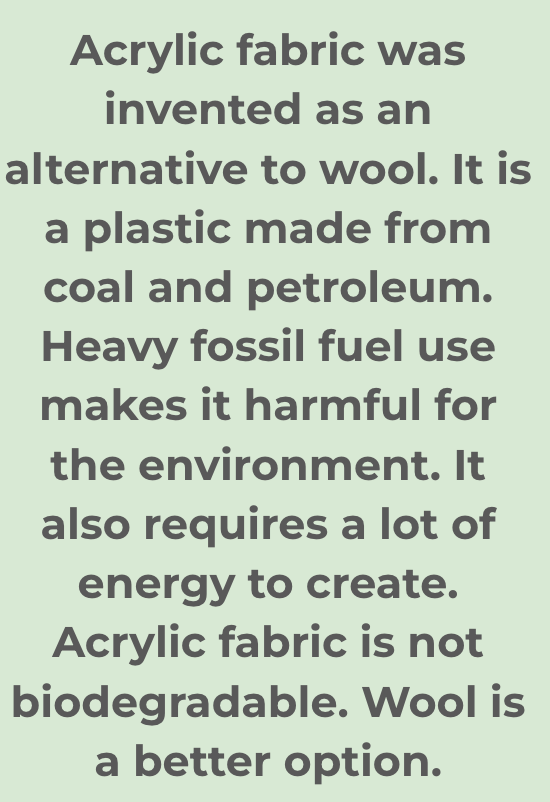 Acrylic fabric was
invented as an
alternative to wool. It is
a plastic made from
coal and petroleum.
Heavy fossil fuel use
makes it harmful for
the environment. It
also requires a lot of
energy to create.
Acrylic fabric is not
biodegradable. Wool is
a better option.